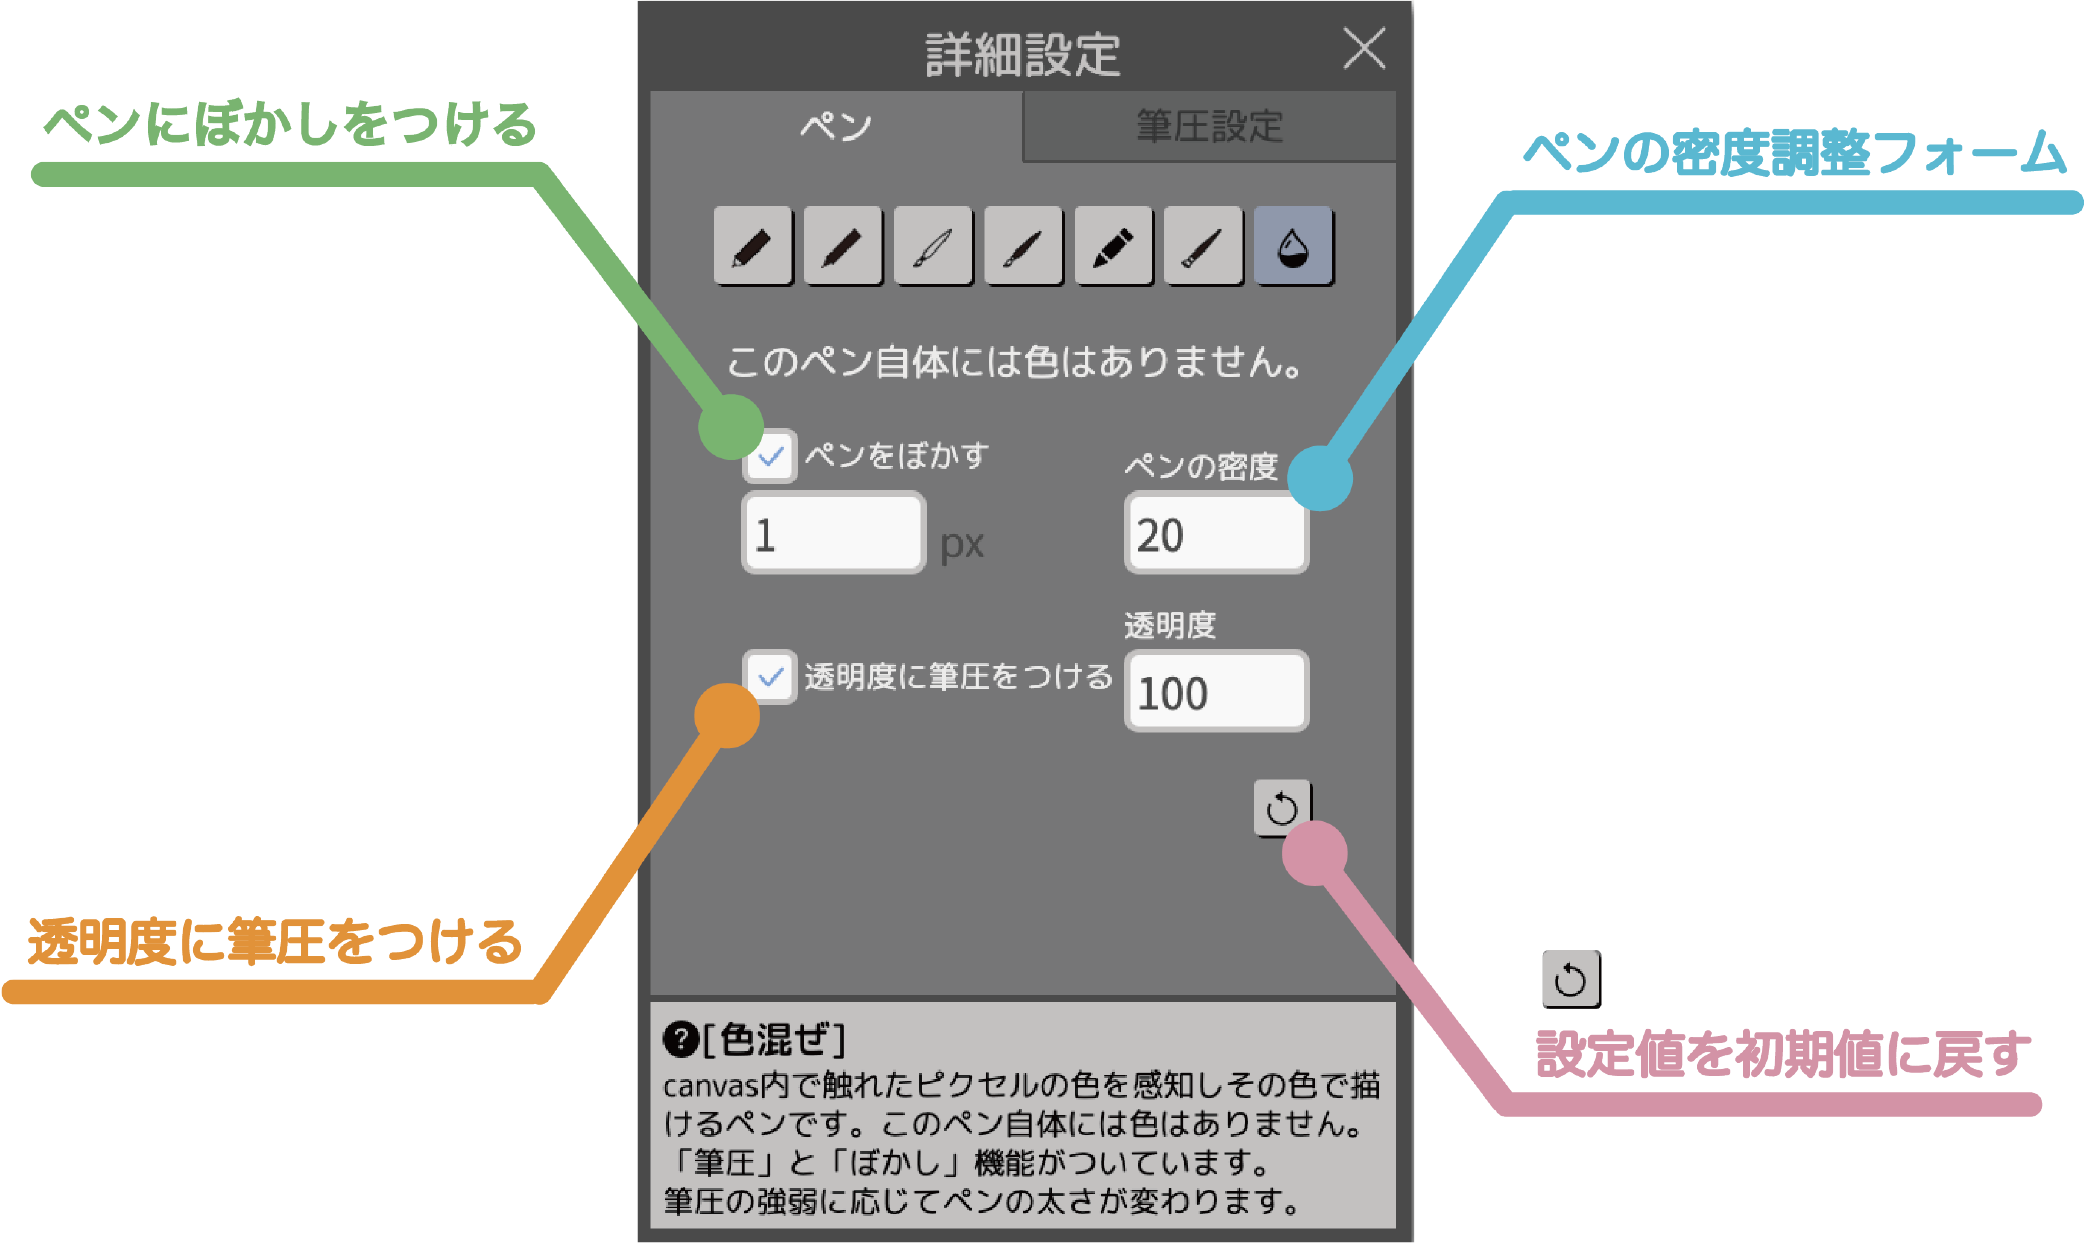 詳細設定
ペンにぼかしをつける
ペン
筆圧設定
ペンの密度調整フォーム
このペン自体には色はありません。
ペンをぼかす
ペンの密度
1
px
20
透明度
透明度に筆圧をつける
100
透明度に筆圧をつける
設定値を初期値に戻す
?[色混ぜ]
canvas内で触れたピクセルの色を感知しその色で描
けるペンです。このペン自体には色はありません。
「筆圧」と「ぼかし」機能がついています。
筆圧の強弱に応じてペンの太さが変わります。